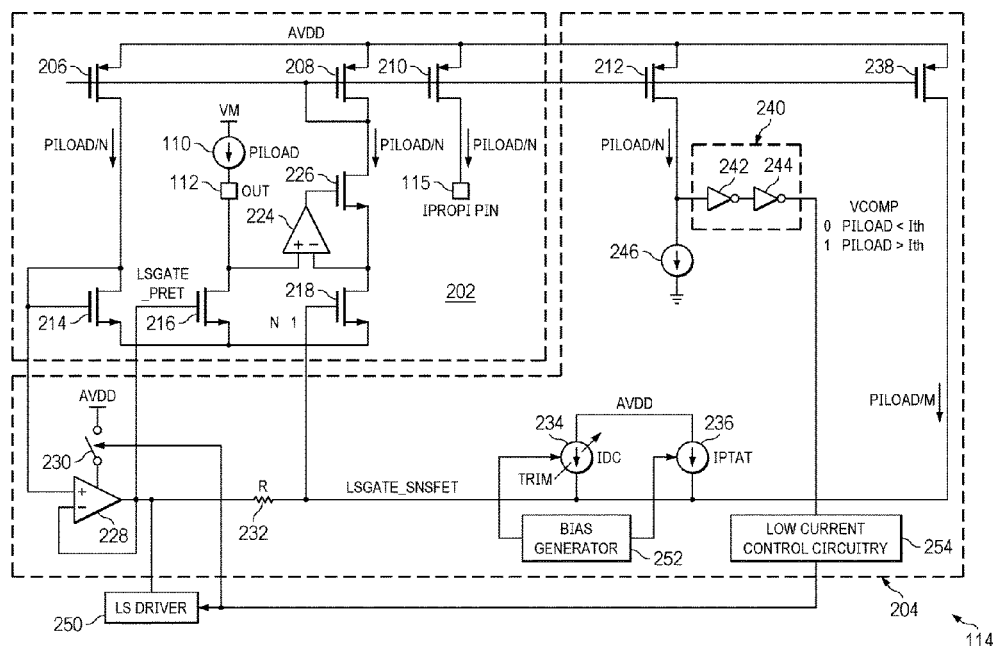 AVDD
206
208
210
212
238
240
VM
PILOAD/N
110
PILOAD
226
PILOAD/N
PILOAD/N
PILOAD/N
242
244
112
OUT
115
IPROPI PIN
224
+ −
VCOMP
0 PILOAD < Ith
1 PILOAD > Ith
246
LSGATE
_PRET
218
202
214
216
N 1
AVDD
AVDD
PILOAD/M
230
234
236
IDC
IPTAT
TRIM
R
LSGATE_SNSFET
+
−
228
232
BIAS
GENERATOR
252
LOW CURRENT
CONTROL CIRCUITRY
254
LS DRIVER
250
204
114